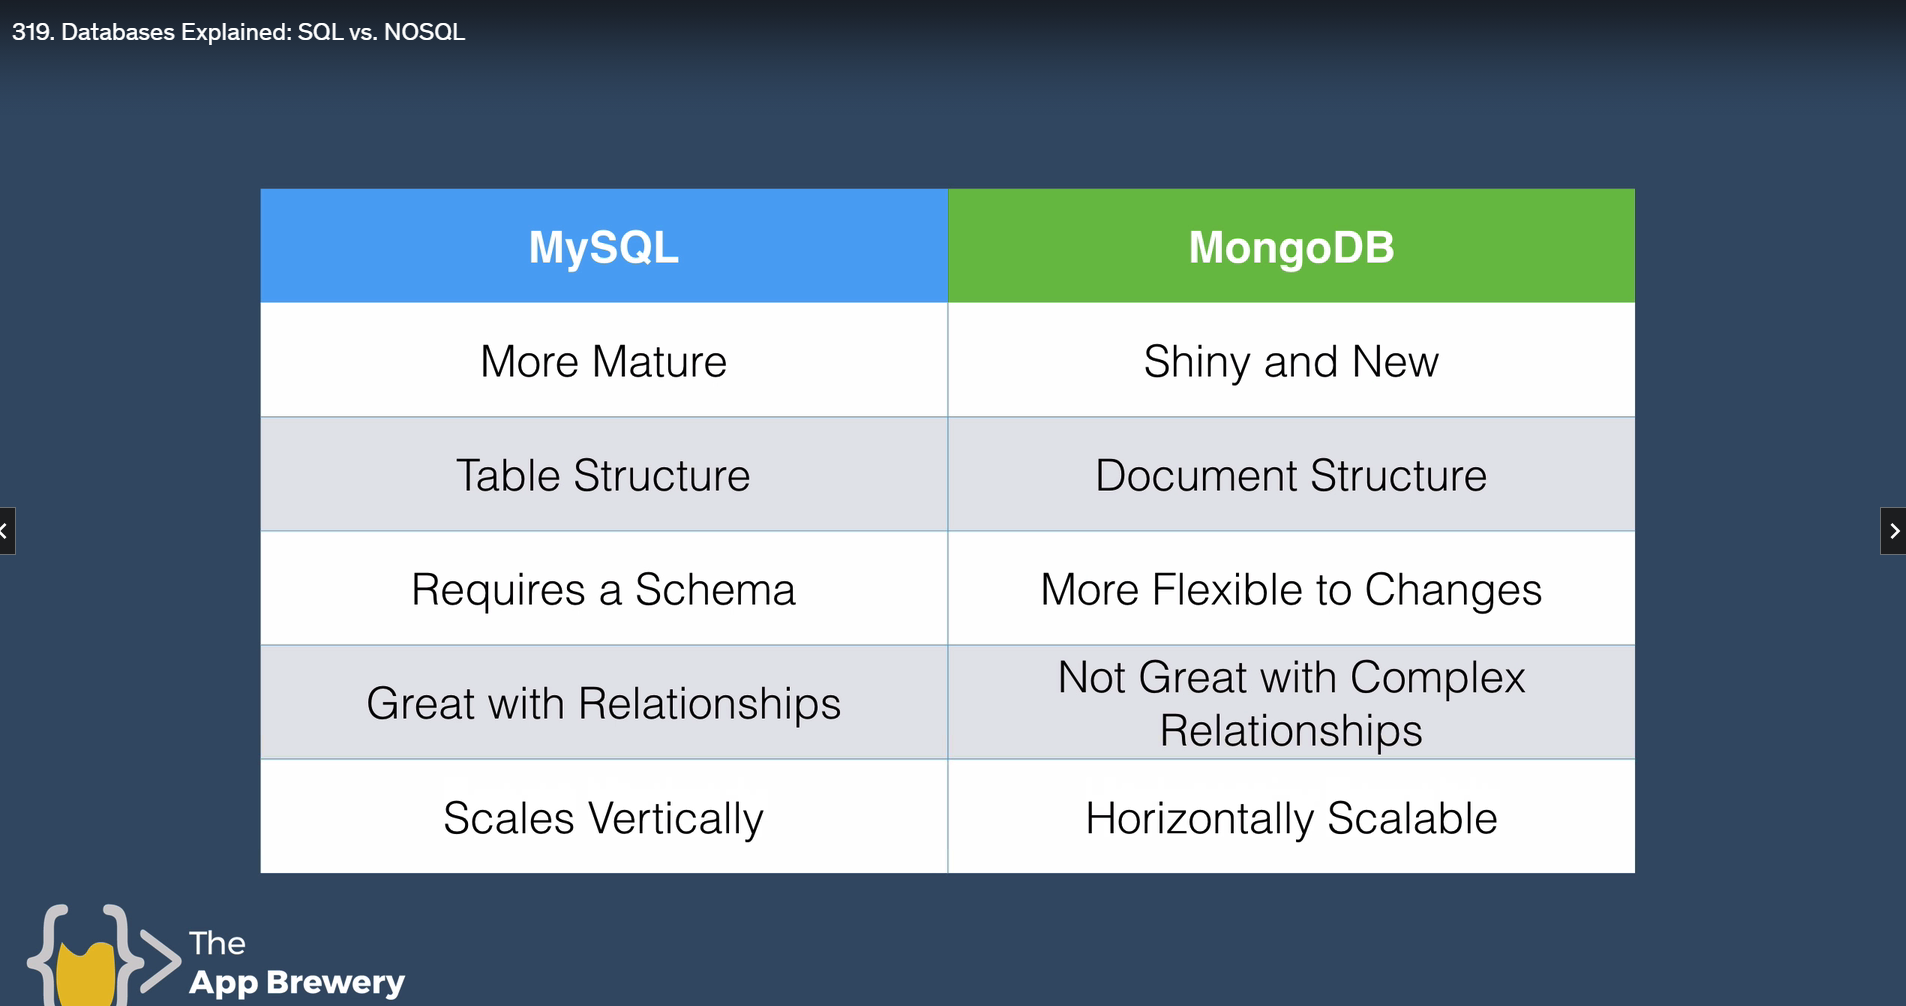 319. Databases Explained: SQL vs. NOSQL
MySQL
MongoDB
More Mature
Shiny and New
Table Structure
Document Structure
Requires a Schema
More Flexible to Changes
Great with Relationships
Not Great with Complex
Relationships
Scales Vertically
Horizontally Scalable
The
App Brewery